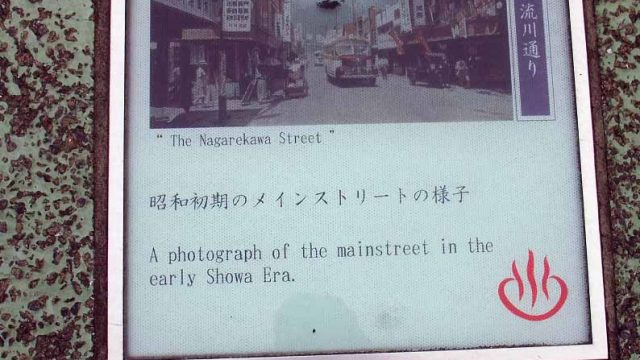 流川通り
“ The Nagarekawa Street ”
昭和初期のメインストリートの様子
A photograph of the mainstreet in the
early Showa Era.